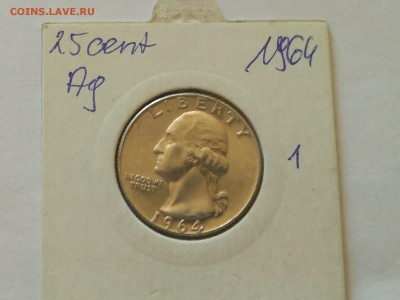 COINS.LAVE.RU
25 cent
1964
Ag
LIBERTY
IN GOD WE
TRUST
1
1964